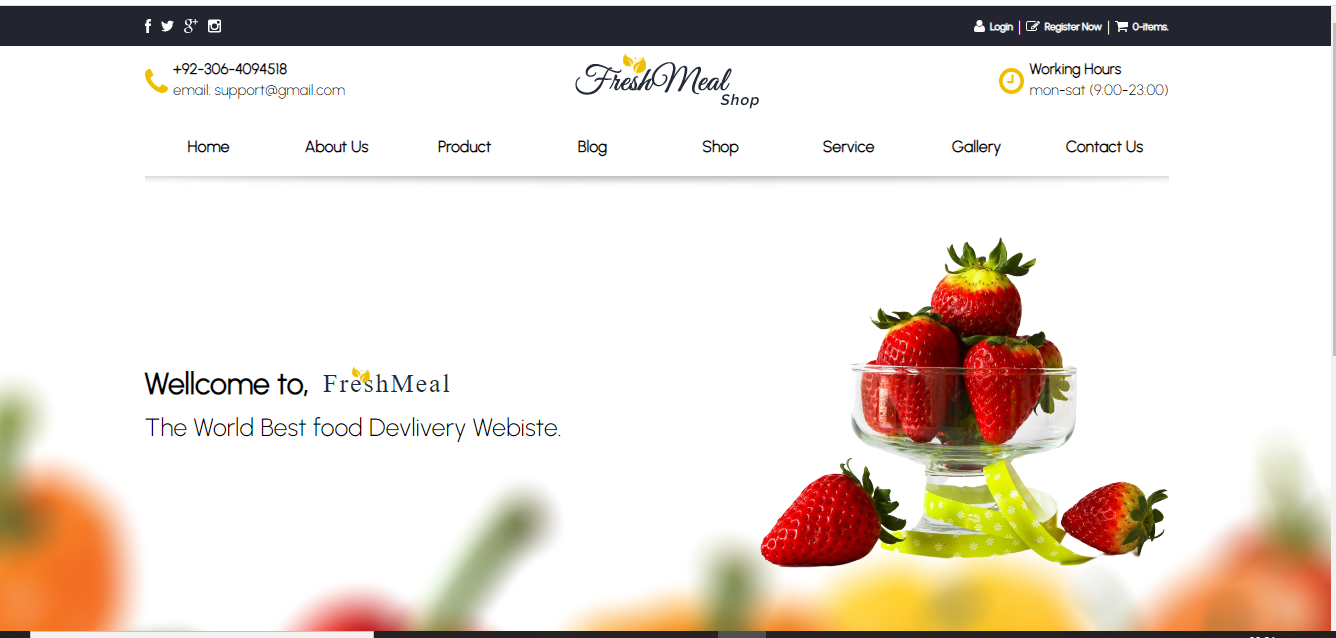 Login | Register Now | 0-items.
+92-306-4094518
email: support@gmail.com
FreshMeal
Shop
Working Hours
mon-sat (9:00-23:00)
Home About Us Product Blog Shop Service Gallery Contact Us
Wellcome to, FreshMeal
The World Best food Devlivery Webiste.